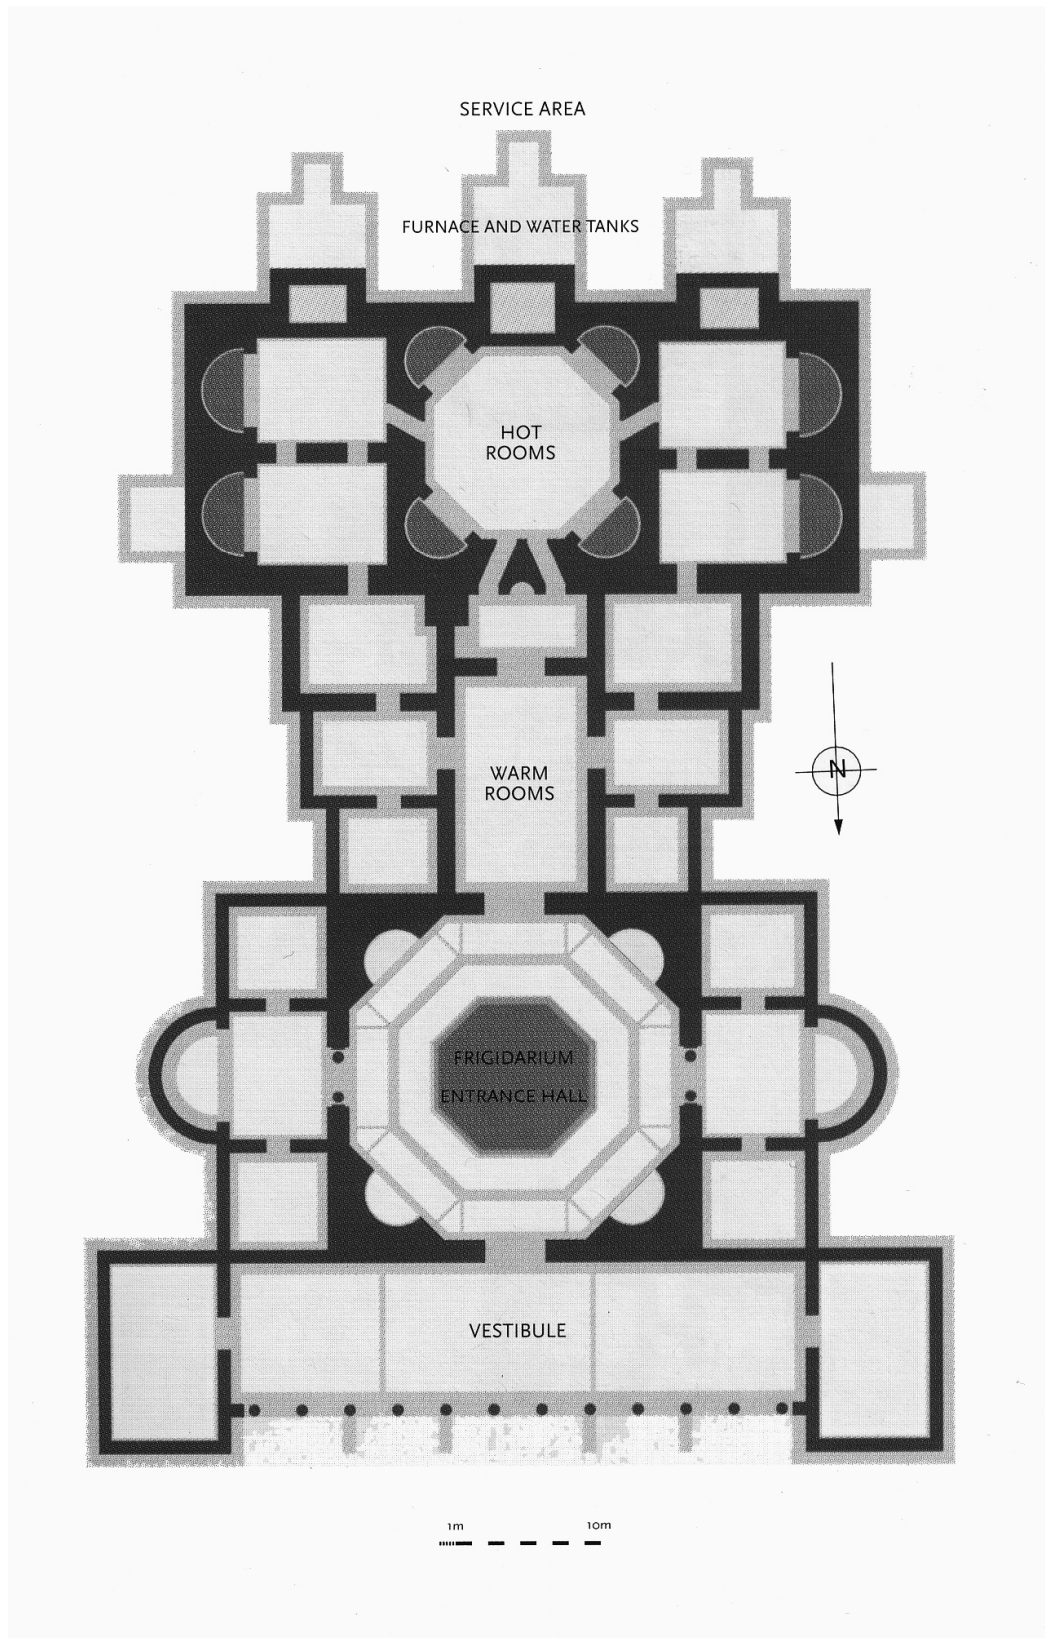 SERVICE AREA
FURNACE AND WATER TANKS
HOT
ROOMS
WARM
ROOMS
N
FRIGIDARIUM
ENTRANCE HALL
VESTIBULE
1m 10m